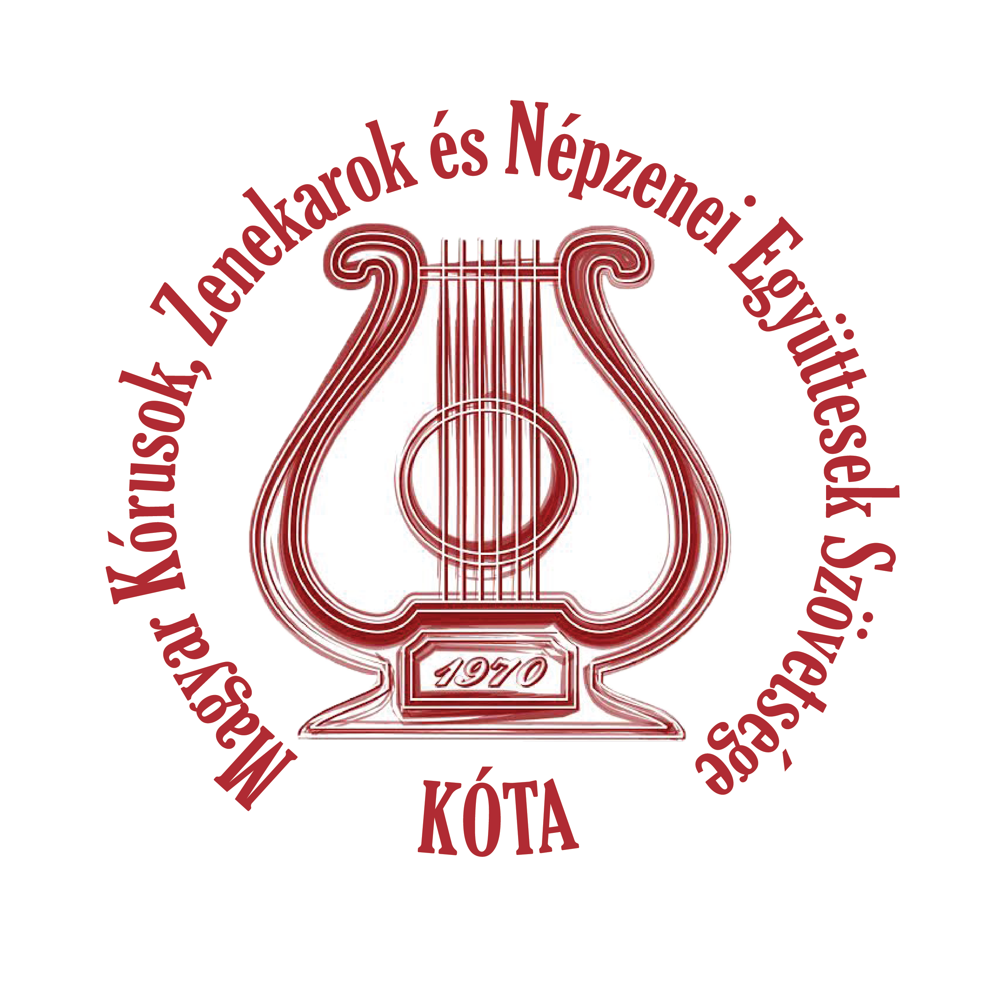 Magyar Kórusok, Zenekarok és Népzenei Együttesek Szövetsége
1970
KÓTA